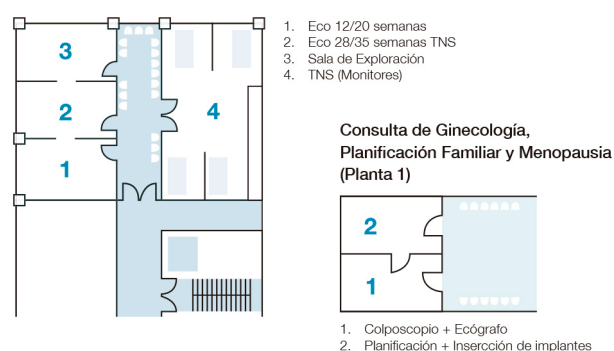 1. Eco 12/20 semanas
2. Eco 28/35 semanas TNS
3. Sala de Exploración
4. TNS (Monitores)
3
2
4
1
Consulta de Ginecología,
Planificación Familiar y Menopausia
(Planta 1)
2
1
1. Colposcopio + Ecógrafo
2. Planificación + Insercción de implantes